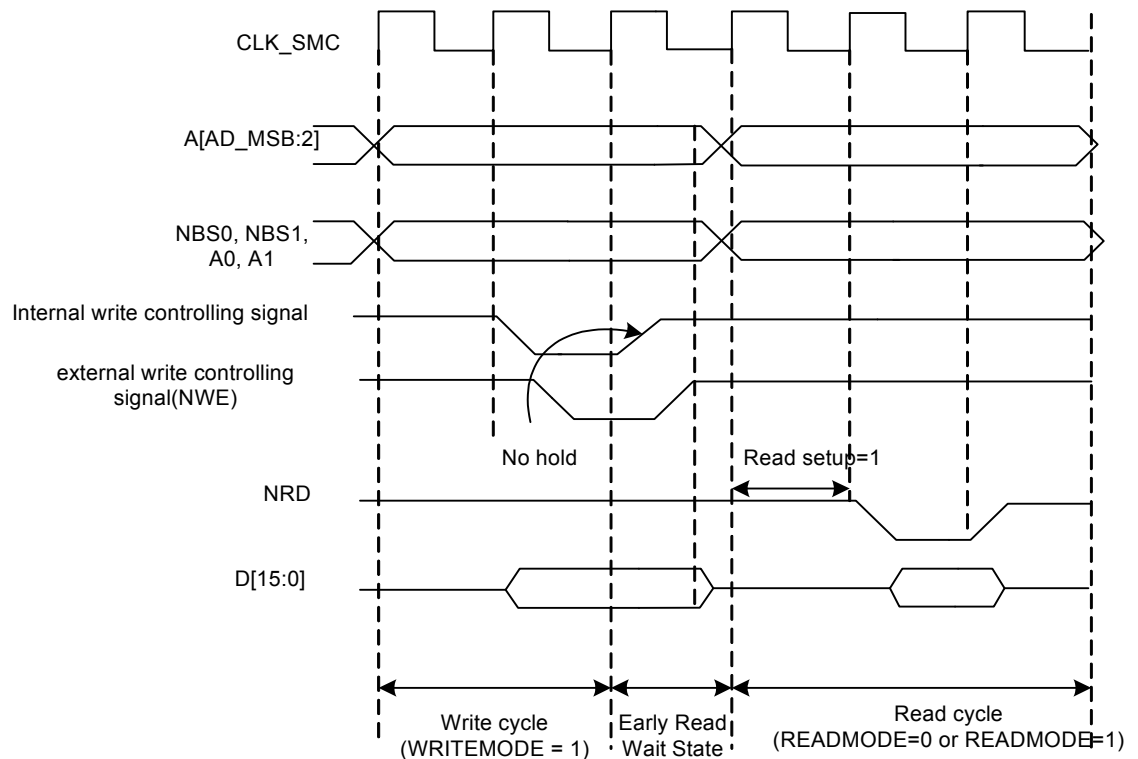 CLK_SMC
A[AD_MSB:2]
NBS0, NBS1,
A0, A1
Internal write controlling signal
external write controlling
signal(NWE)
No hold
Read setup=1
NRD
D[15:0]
Write cycle
(WRITEMODE = 1)
Early Read
Wait State
Read cycle
(READMODE=0 or READMODE=1)